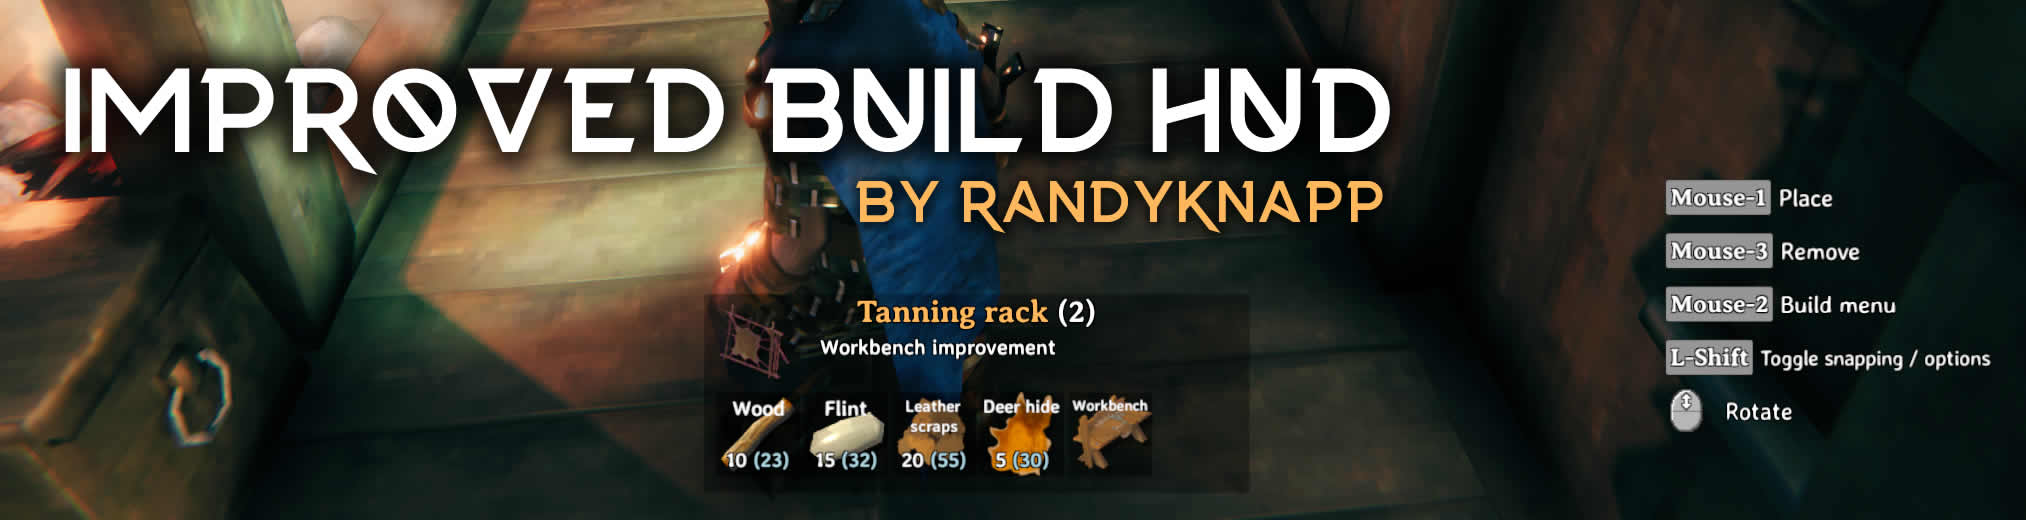 IMPROVED BUILD HUD
BY RANDYKNAPP
Mouse-1 Place
Mouse-3 Remove
Mouse-2 Build menu
L-Shift Toggle snapping / options
Rotate
Tanning rack (2)
Workbench improvement
Wood
Flint
Leather
scraps
Deer hide
Workbench
10 (23)
15 (32)
20 (55)
5 (30)